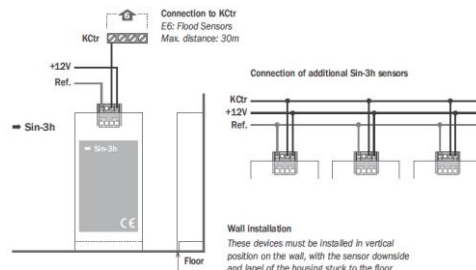 6
Connection to KCtr
E6: Flood Sensors
Max. distance: 30m
KCtr
+12V
Ref.
➡ Sin-3h
➡ Sin-3h
CE
Floor
Connection of additional Sin-3h sensors
KCtr
+12V
Ref.
Wall installation
These devices must be installed in vertical
position on the wall, with the sensor downside
and lapel of the housing stuck to the floor